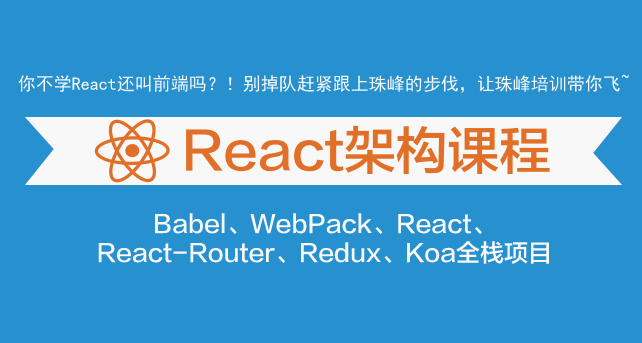 你不学React还叫前端吗？！别掉队赶紧跟上珠峰的步伐，让珠峰培训带你飞~
React架构课程
Babel、WebPack、React、
React-Router、Redux、Koa全栈项目